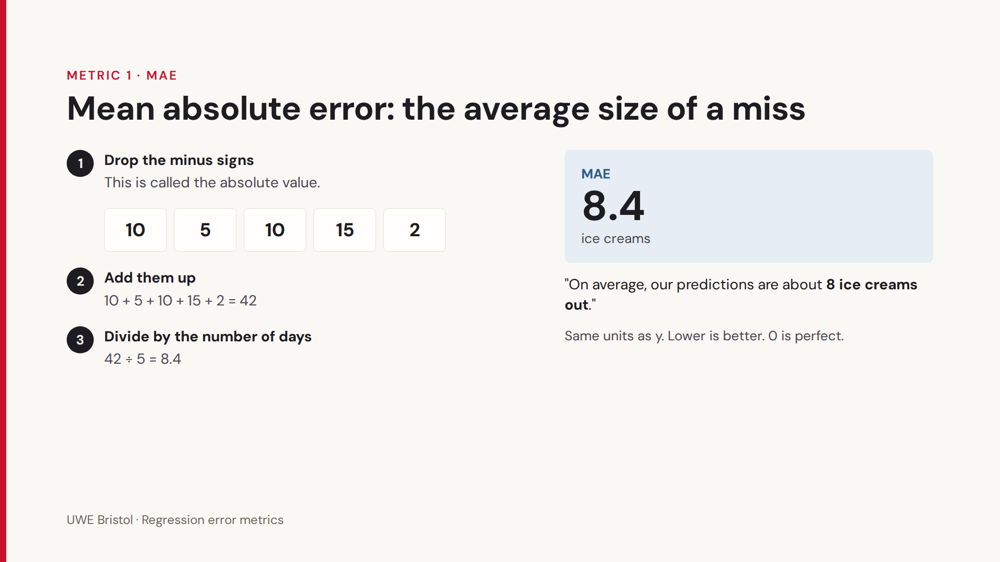 METRIC 1 · MAE
Mean absolute error: the average size of a miss
1
Drop the minus signs
This is called the absolute value.
10 5 10 15 2
2
Add them up
10 + 5 + 10 + 15 + 2 = 42
3
Divide by the number of days
42 ÷ 5 = 8.4
MAE
8.4
ice creams
"On average, our predictions are about 8 ice creams
out."
Same units as y. Lower is better. 0 is perfect.
UWE Bristol · Regression error metrics